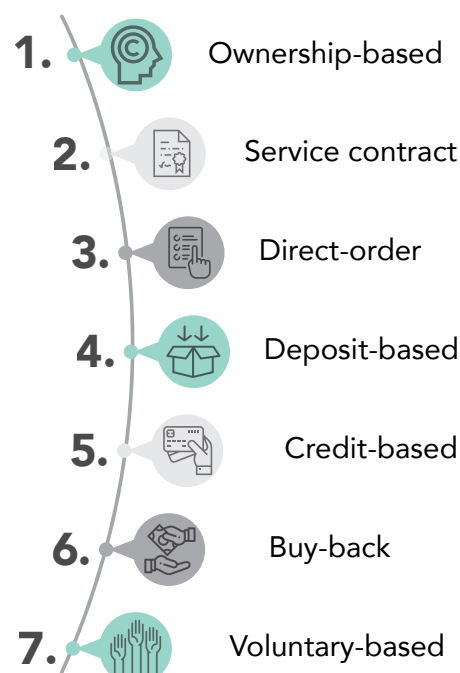 1. Ownership-based
2. Service contract
3. Direct-order
4. Deposit-based
5. Credit-based
6. Buy-back
7. Voluntary-based